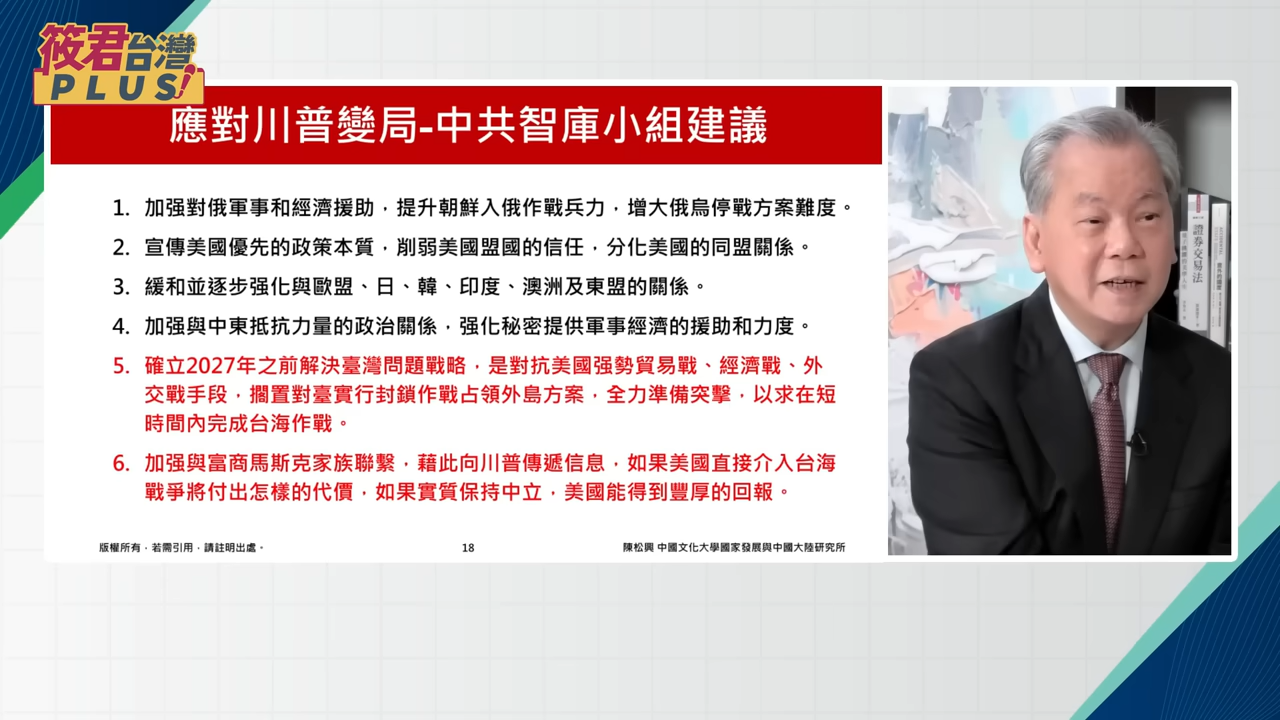 筱君台灣
PLUS!
應對川普變局-中共智庫小組建議
1. 加强對俄軍事和經濟援助，提升朝鮮入俄作戰兵力，增大俄烏停戰方案難度。
2. 宣傳美國優先的政策本質，削弱美國盟國的信任，分化美國的同盟關係。
3. 緩和並逐步强化與歐盟、日、韓、印度、澳洲及東盟的關係。
4. 加强與中東抵抗力量的政治關係，强化秘密提供軍事經濟的援助和力度。
5. 確立2027年之前解決臺灣問題戰略，是對抗美國强勢貿易戰、經濟戰、外
交戰手段，擱置對臺實行封鎖作戰占領外島方案，全力準備突擊，以求在短
時間內完成台海作戰。
6. 加强與富商馬斯克家族聯繫，藉此向川普傳遞信息，如果美國直接介入台海
戰爭將付出怎樣的代價，如果實質保持中立，美國能得到豐厚的回報。
版權所有，若需引用，請註明出處。
18
陳松興 中國文化大學國家發展與中國大陸研究所
證券交易法